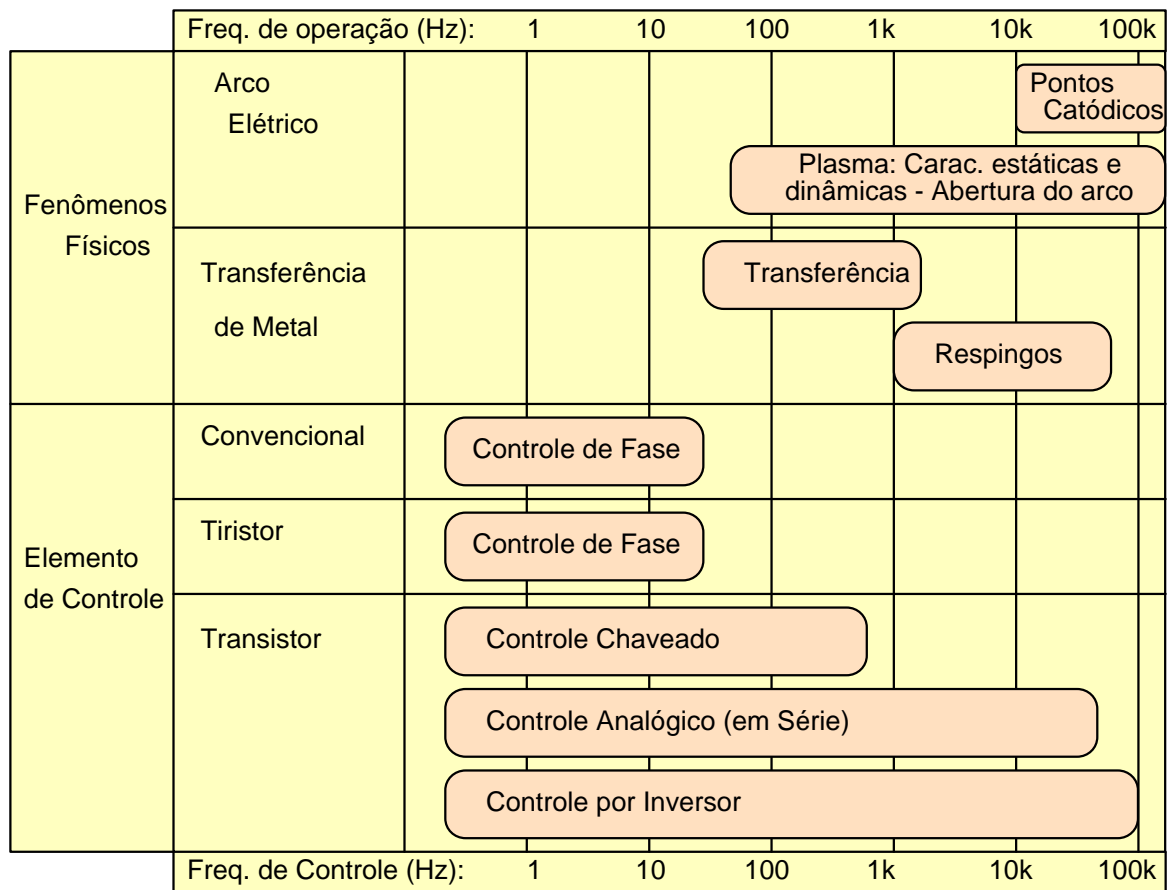 Freq. de operação (Hz): 1 10 100 1k 10k 100k
Fenômenos
Físicos
Arco
Elétrico
Pontos
Catódicos
Plasma: Carac. estáticas e
dinâmicas - Abertura do arco
Transferência
de Metal
Transferência
Respingos
Elemento
de Controle
Convencional
Controle de Fase
Tiristor
Controle de Fase
Transistor
Controle Chaveado
Controle Analógico (em Série)
Controle por Inversor
Freq. de Controle (Hz): 1 10 100 1k 10k 100k